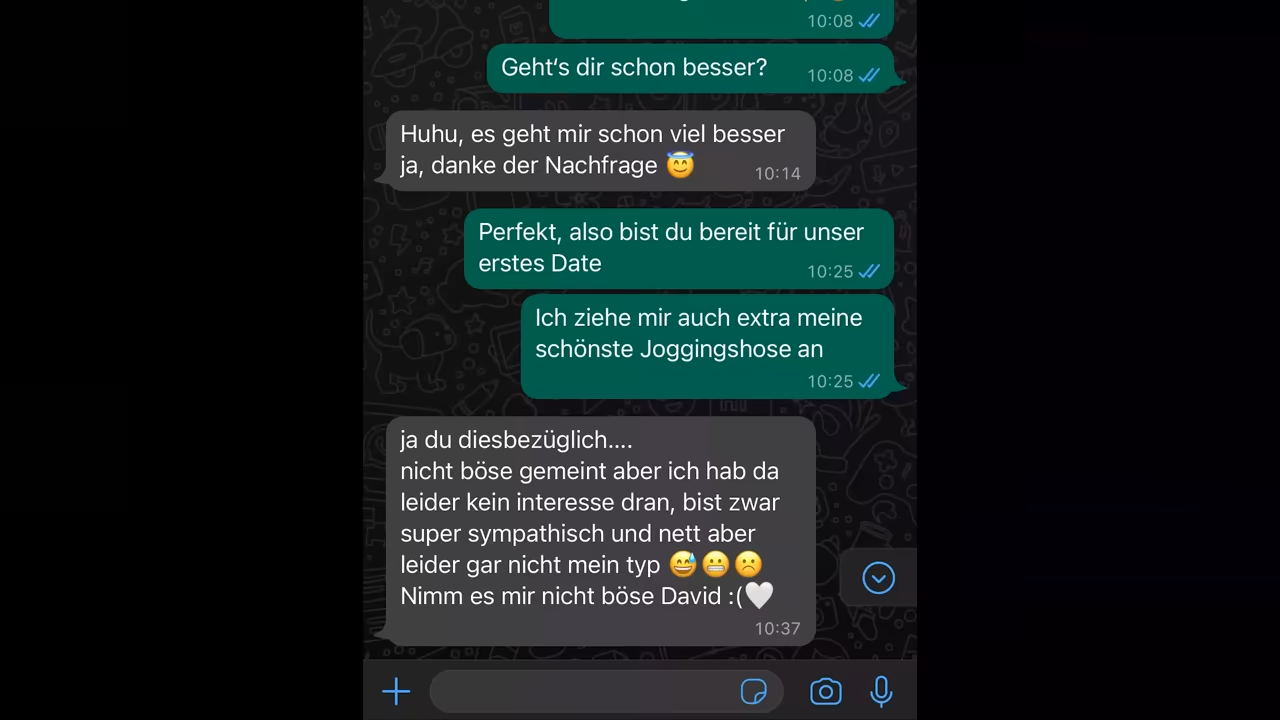 10:08
Geht‘s dir schon besser?
10:08
Huhu, es geht mir schon viel besser
ja, danke der Nachfrage 😇
10:14
Perfekt, also bist du bereit für unser
erstes Date
10:25
Ich ziehe mir auch extra meine
schönste Joggingshose an
10:25
ja du diesbezüglich....
nicht böse gemeint aber ich hab da
leider kein interesse dran, bist zwar
super sympathisch und nett aber
leider gar nicht mein typ 😅😬☹️
Nimm es mir nicht böse David :(🤍
10:37